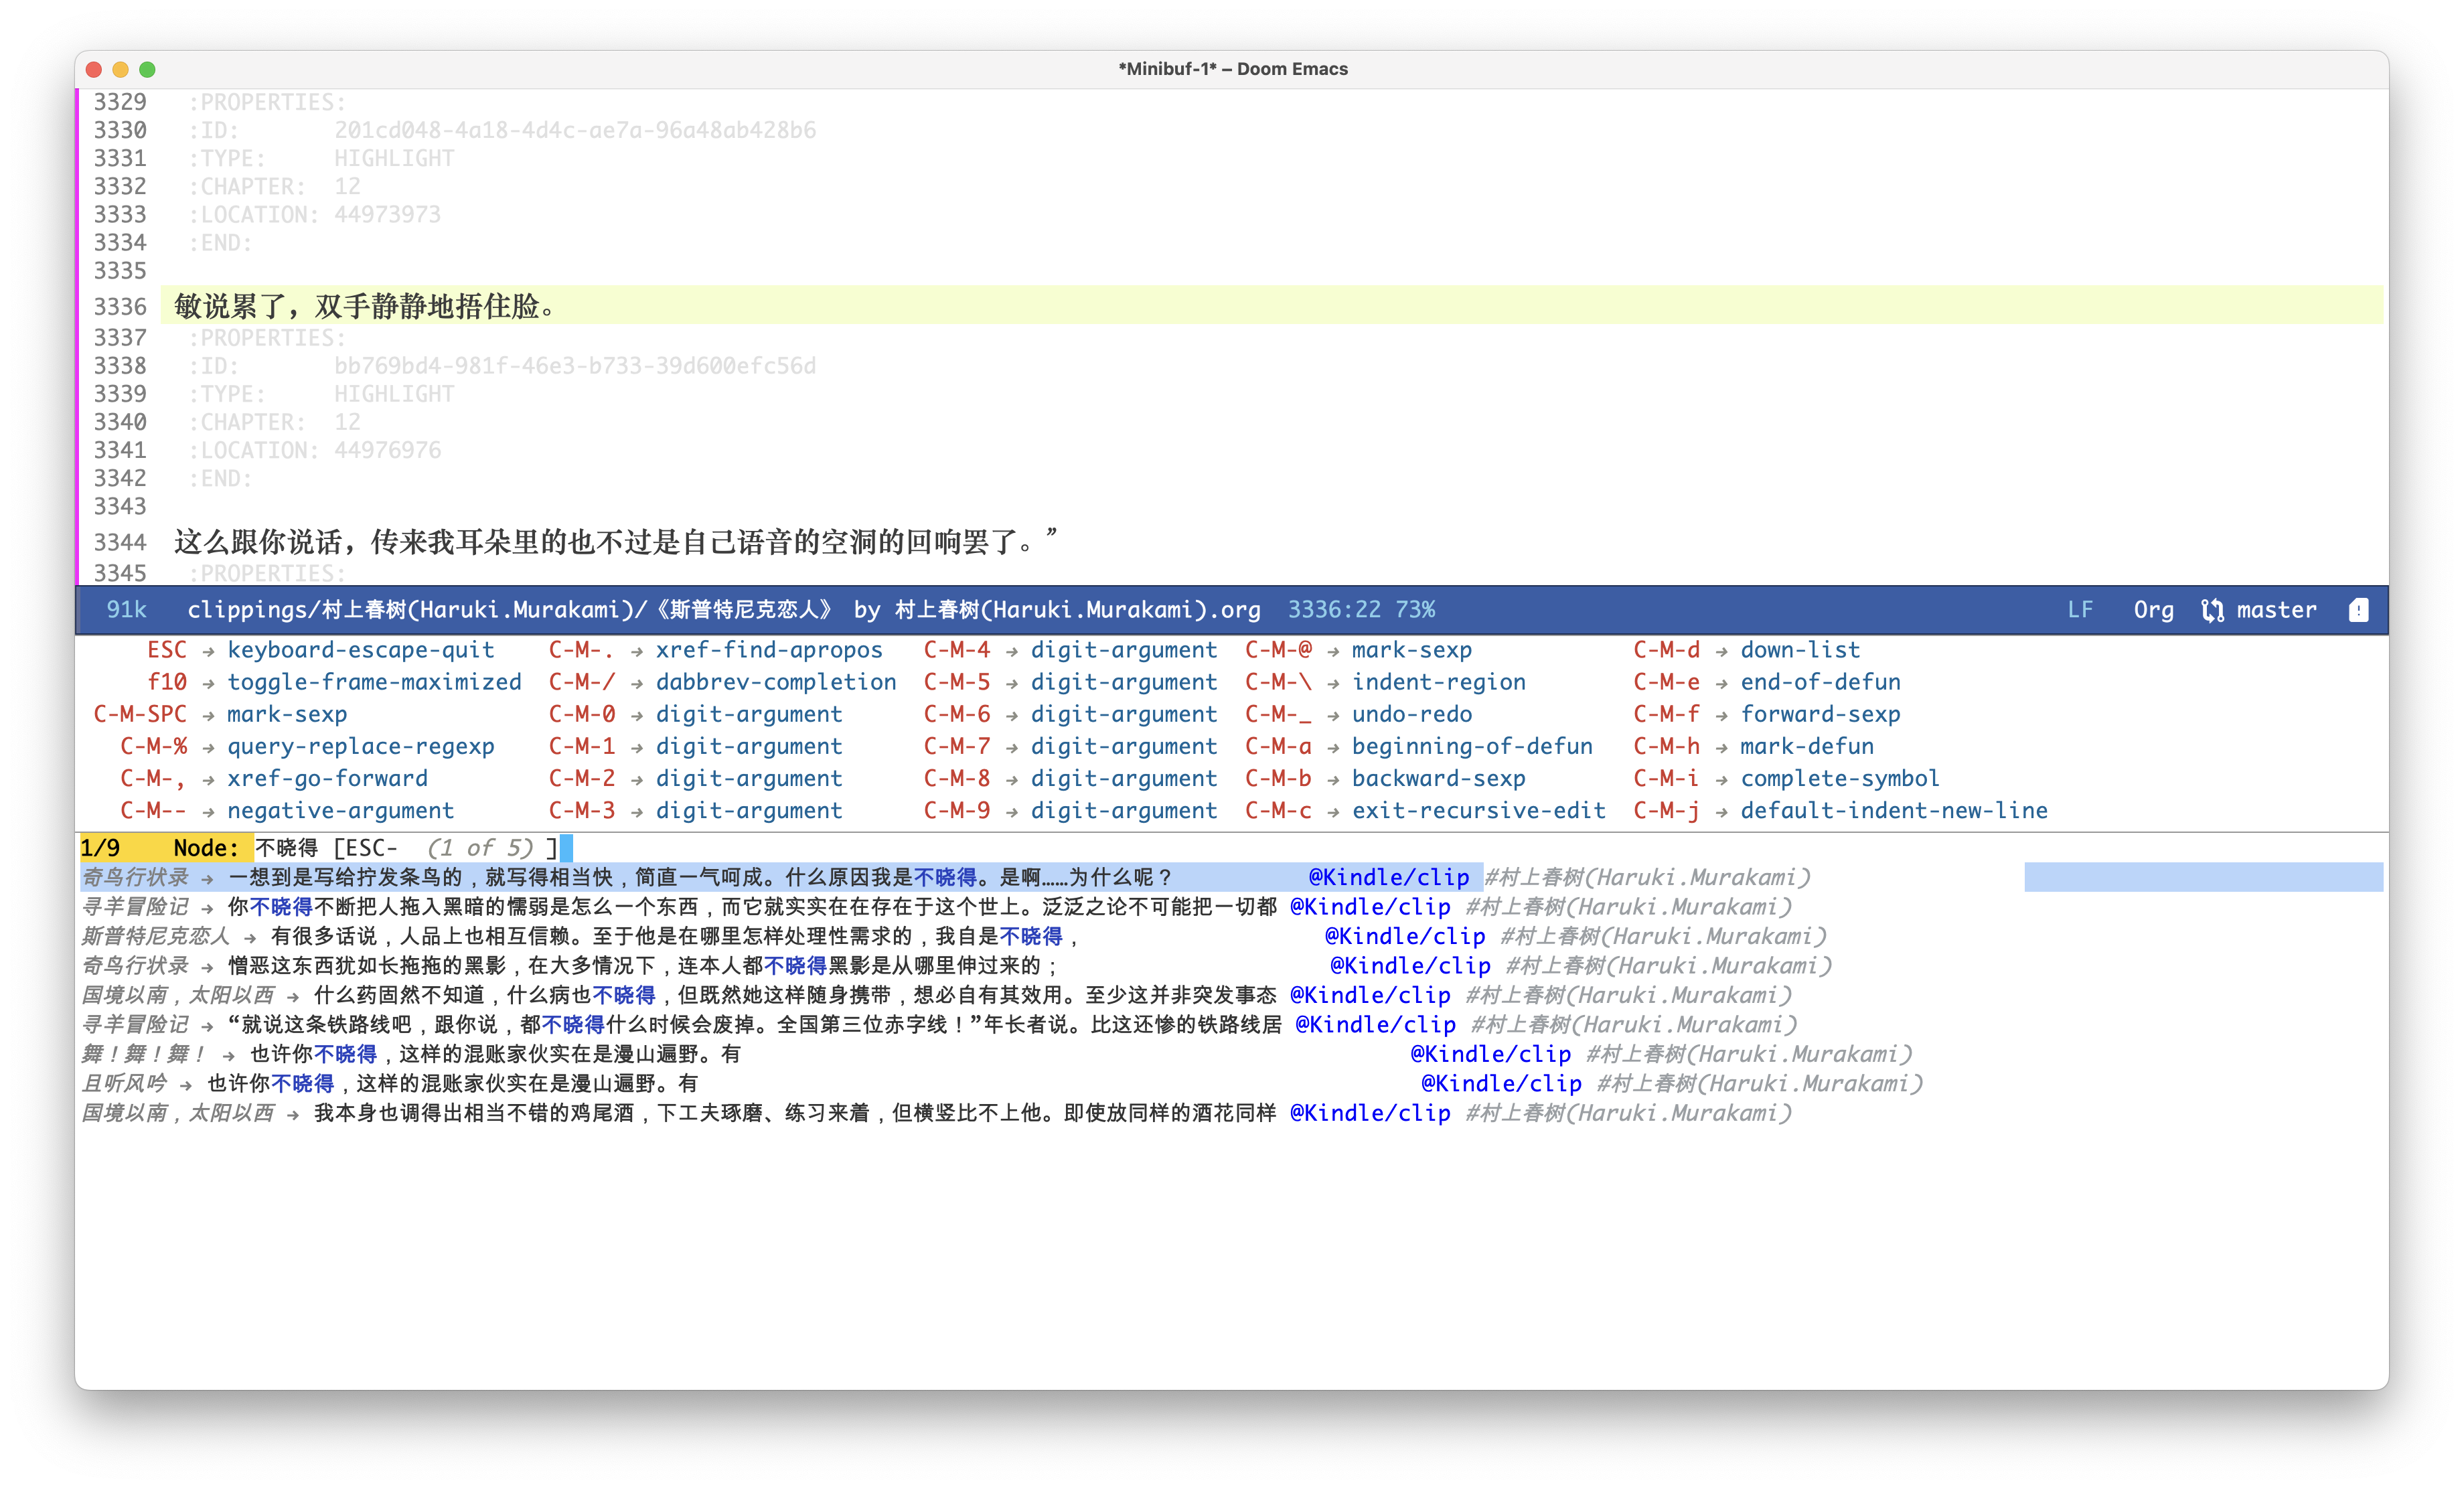 *Minibuf-1* – Doom Emacs
3329 :PROPERTIES:
3330 :ID: 201cd048-4a18-4d4c-ae7a-96a48ab428b6
3331 :TYPE: HIGHLIGHT
3332 :CHAPTER: 12
3333 :LOCATION: 44973973
3334 :END:
3335
3336 敏说累了，双手静静地捂住脸。
3337 :PROPERTIES:
3338 :ID: bb769bd4-981f-46e3-b733-39d600efc56d
3339 :TYPE: HIGHLIGHT
3340 :CHAPTER: 12
3341 :LOCATION: 44976976
3342 :END:
3343
3344 这么跟你说话，传来我耳朵里的也不过是自己语音的空洞的回响罢了。”
3345 :PROPERTIES:
91k clippings/村上春树(Haruki.Murakami)/《斯普特尼克恋人》 by 村上春树(Haruki.Murakami).org 3336:22 73% LF Org master
ESC → keyboard-escape-quit C-M-. → xref-find-apropos C-M-4 → digit-argument C-M-@ → mark-sexp C-M-d → down-list
f10 → toggle-frame-maximized C-M-/ → dabbrev-completion C-M-5 → digit-argument C-M-\ → indent-region C-M-e → end-of-defun
C-M-SPC → mark-sexp C-M-0 → digit-argument C-M-6 → digit-argument C-M-_ → undo-redo C-M-f → forward-sexp
C-M-% → query-replace-regexp C-M-1 → digit-argument C-M-7 → digit-argument C-M-a → beginning-of-defun C-M-h → mark-defun
C-M-, → xref-go-forward C-M-2 → digit-argument C-M-8 → digit-argument C-M-b → backward-sexp C-M-i → complete-symbol
C-M-- → negative-argument C-M-3 → digit-argument C-M-9 → digit-argument C-M-c → exit-recursive-edit C-M-j → default-indent-new-line
1/9 Node: 不晓得 [ESC- (1 of 5) ]
奇鸟行状录 → 一想到是写给拧发条鸟的，就写得相当快，简直一气呵成。什么原因我是不晓得。是啊……为什么呢？ @Kindle/clip #村上春树(Haruki.Murakami)
寻羊冒险记 → 你不晓得不断把人拖入黑暗的懦弱是怎么一个东西，而它就实实在在存在于这个世上。泛泛之论不可能把一切都 @Kindle/clip #村上春树(Haruki.Murakami)
斯普特尼克恋人 → 有很多话说，人品上也相互信赖。至于他是在哪里怎样处理性需求的，我自是不晓得， @Kindle/clip #村上春树(Haruki.Murakami)
奇鸟行状录 → 憎恶这东西犹如长拖拖的黑影，在大多情况下，连本人都不晓得黑影是从哪里伸过来的； @Kindle/clip #村上春树(Haruki.Murakami)
国境以南，太阳以西 → 什么药固然不知道，什么病也不晓得，但既然她这样随身携带，想必自有其效用。至少这并非突发事态 @Kindle/clip #村上春树(Haruki.Murakami)
寻羊冒险记 → “就说这条铁路线吧，跟你说，都不晓得什么时候会废掉。全国第三位赤字线！”年长者说。比这还惨的铁路线居 @Kindle/clip #村上春树(Haruki.Murakami)
舞！舞！舞！ → 也许你不晓得，这样的混账家伙实在是漫山遍野。有 @Kindle/clip #村上春树(Haruki.Murakami)
且听风吟 → 也许你不晓得，这样的混账家伙实在是漫山遍野。有 @Kindle/clip #村上春树(Haruki.Murakami)
国境以南，太阳以西 → 我本身也调得出相当不错的鸡尾酒，下工夫琢磨、练习来着，但横竖比不上他。即使放同样的酒花同样 @Kindle/clip #村上春树(Haruki.Murakami)